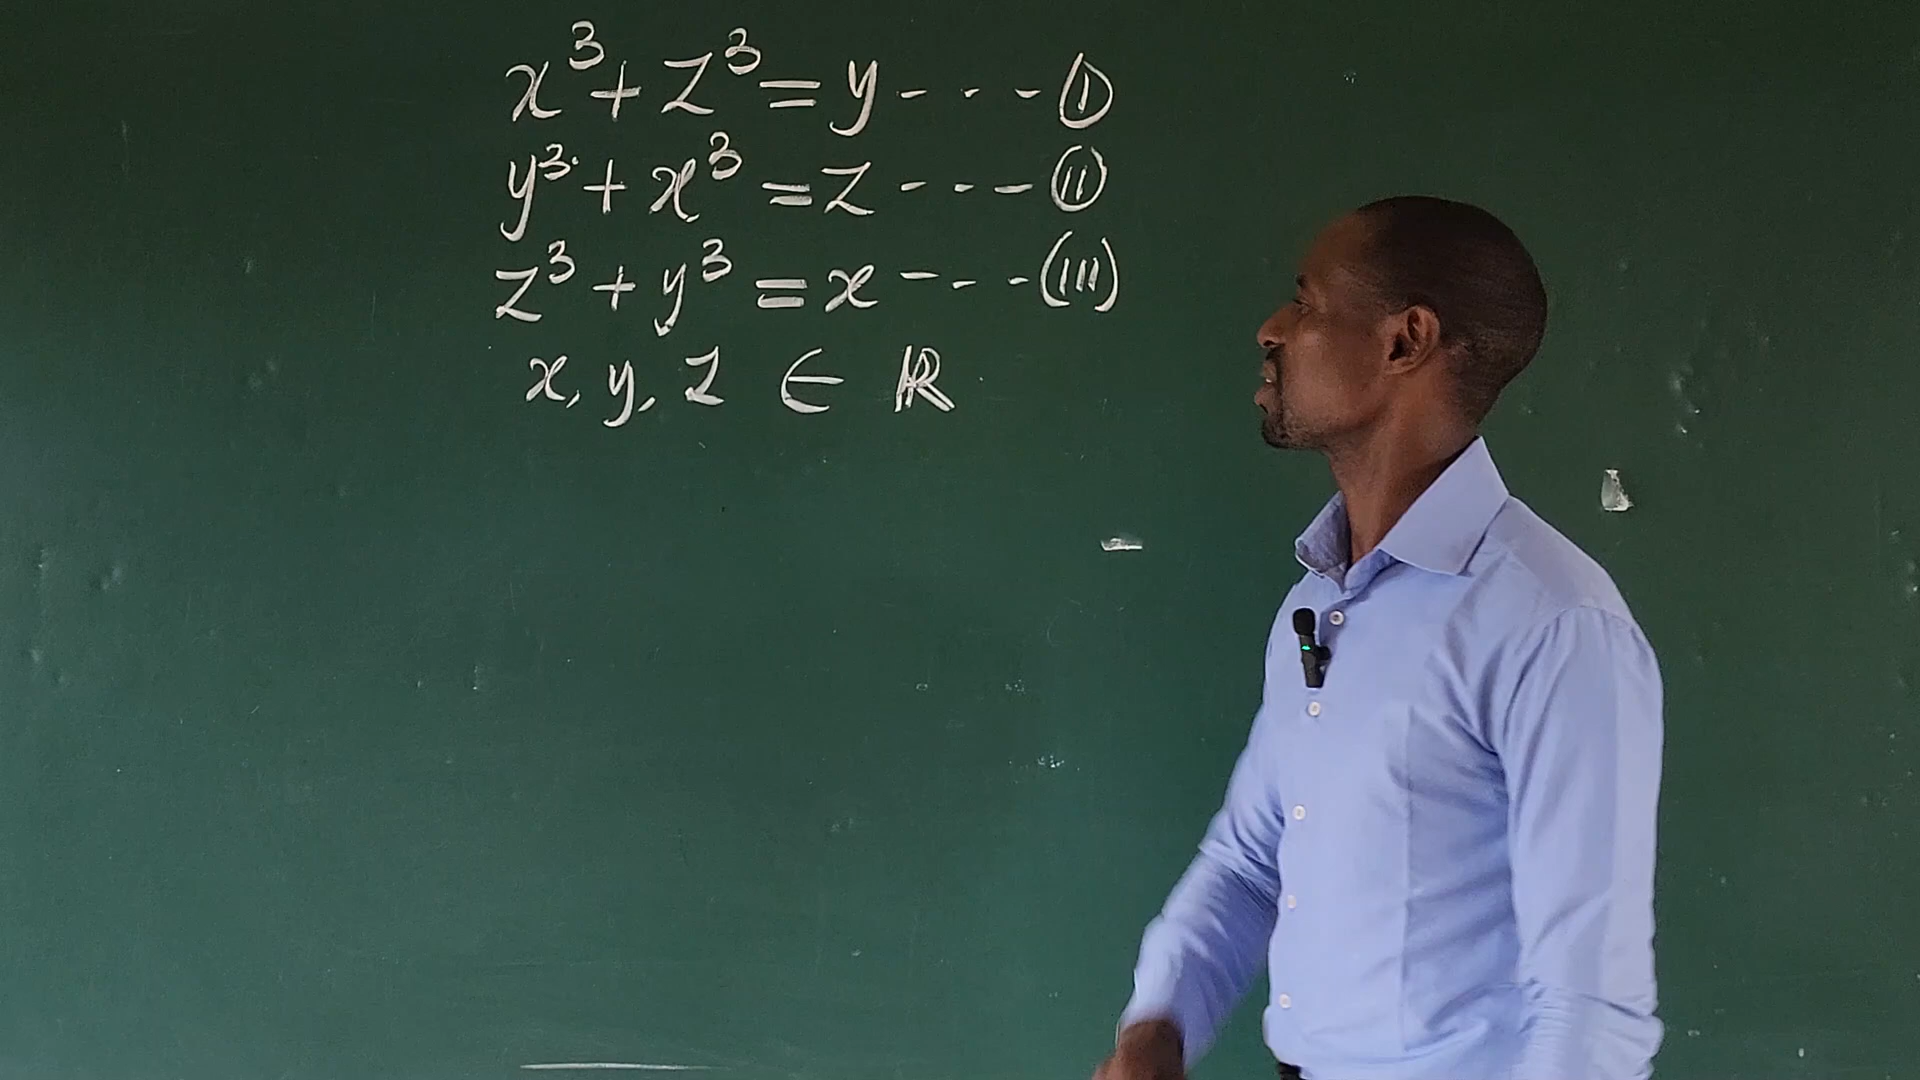 x³ + z³ = y - - - (I)
y³ + x³ = z - - - (II)
z³ + y³ = x - - - (III)
x, y, z ∈ ℝ